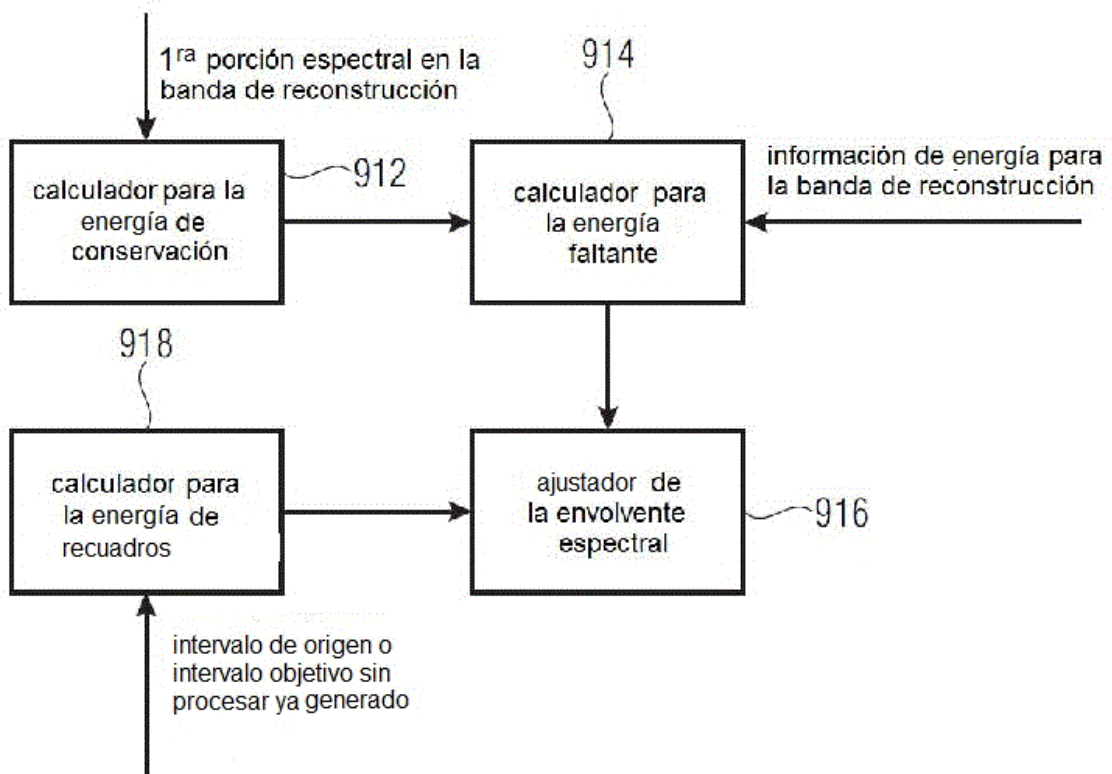 1ra porción espectral en la
banda de reconstrucción
914
912
información de energía para
la banda de reconstrucción
calculador para la
energía de
conservación
calculador para
la energía
faltante
918
calculador para
la energía de
recuadros
ajustador de
la envolvente
espectral
916
intervalo de origen o
intervalo objetivo sin
procesar ya generado